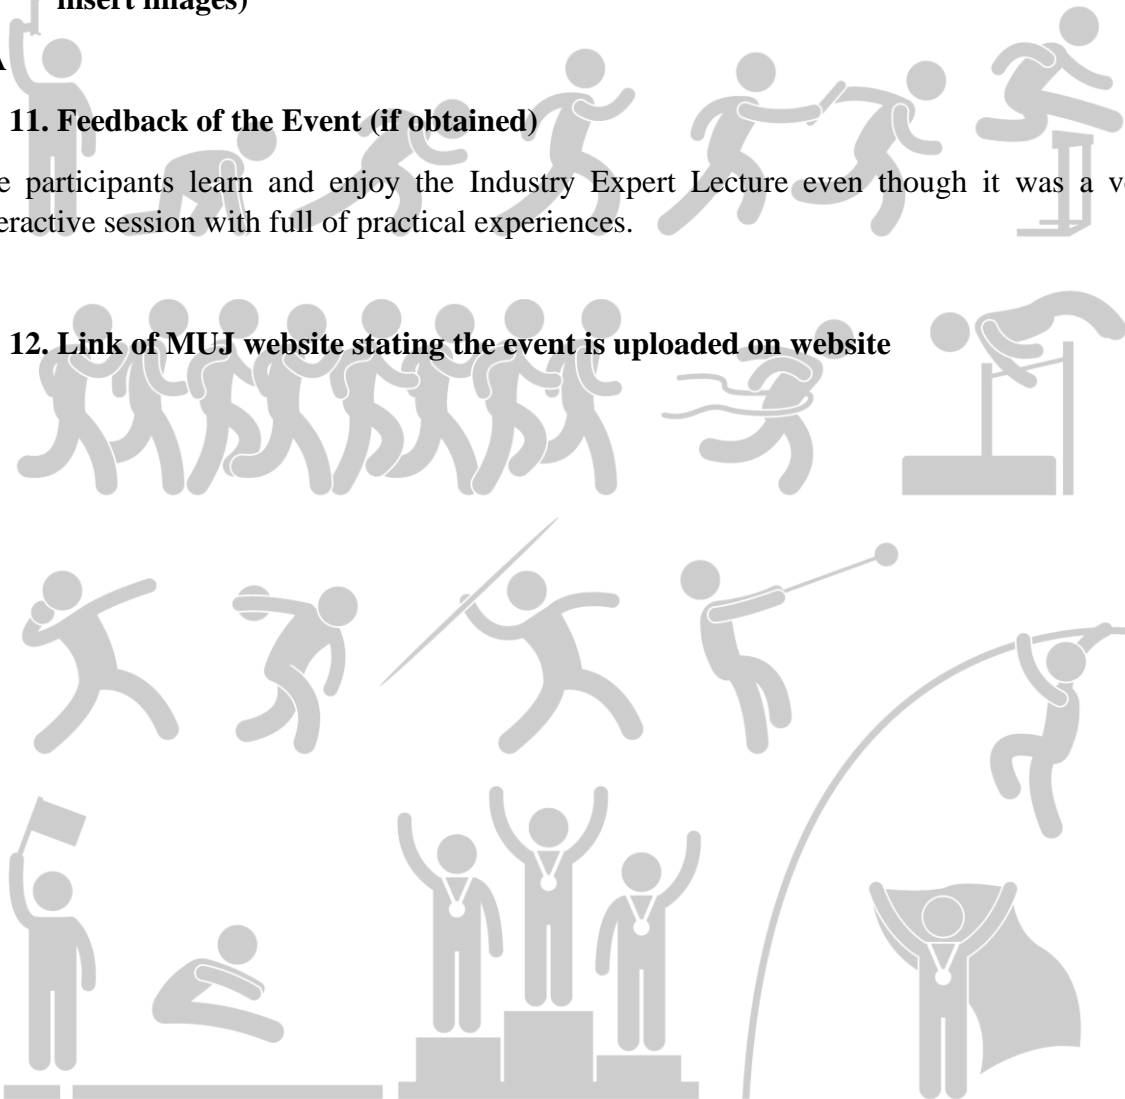 insert images)
A
11. Feedback of the Event (if obtained)
e participants learn and enjoy the Industry Expert Lecture even though it was a v
eractive session with full of practical experiences.
12. Link of MUJ website stating the event is uploaded on website